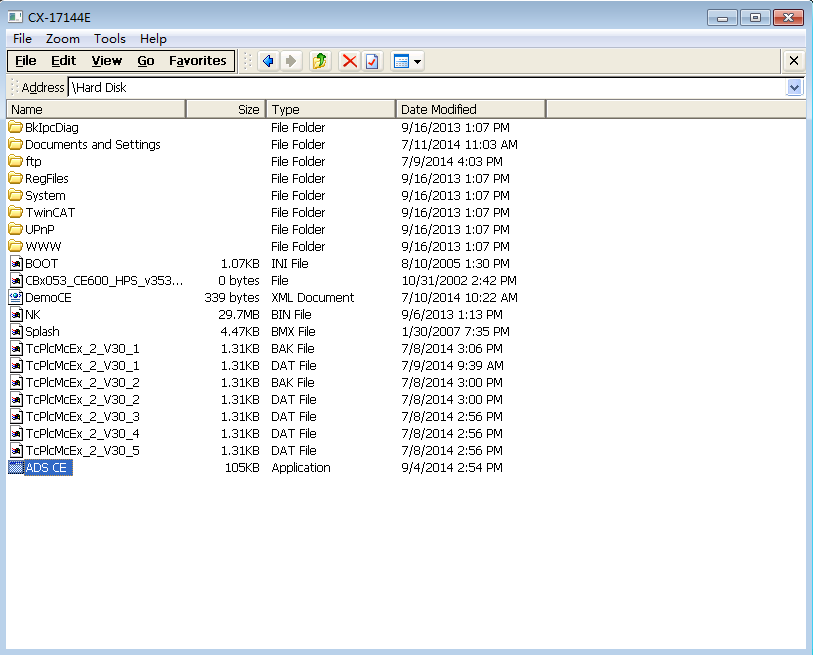 CX-17144E
File Zoom Tools Help
File Edit View Go Favorites
Address \Hard Disk
Name Size Type Date Modified
BkIpcDiag File Folder 9/16/2013 1:07 PM
Documents and Settings File Folder 7/11/2014 11:03 AM
ftp File Folder 7/9/2014 4:03 PM
RegFiles File Folder 9/16/2013 1:07 PM
System File Folder 9/16/2013 1:07 PM
TwinCAT File Folder 9/16/2013 1:07 PM
UPnP File Folder 9/16/2013 1:07 PM
WWW File Folder 9/16/2013 1:07 PM
BOOT 1.07KB INI File 8/10/2005 1:30 PM
CBx053_CE600_HPS_v353... 0 bytes File 10/31/2002 2:42 PM
DemoCE 339 bytes XML Document 7/10/2014 10:22 AM
NK 29.7MB BIN File 9/6/2013 1:13 PM
Splash 4.47KB BMX File 1/30/2007 7:35 PM
TcPlcMcEx_2_V30_1 1.31KB BAK File 7/8/2014 3:06 PM
TcPlcMcEx_2_V30_1 1.31KB DAT File 7/9/2014 9:39 AM
TcPlcMcEx_2_V30_2 1.31KB BAK File 7/8/2014 3:00 PM
TcPlcMcEx_2_V30_2 1.31KB DAT File 7/8/2014 3:00 PM
TcPlcMcEx_2_V30_3 1.31KB DAT File 7/8/2014 2:56 PM
TcPlcMcEx_2_V30_4 1.31KB DAT File 7/8/2014 2:56 PM
TcPlcMcEx_2_V30_5 1.31KB DAT File 7/8/2014 2:56 PM
ADS CE 105KB Application 9/4/2014 2:54 PM